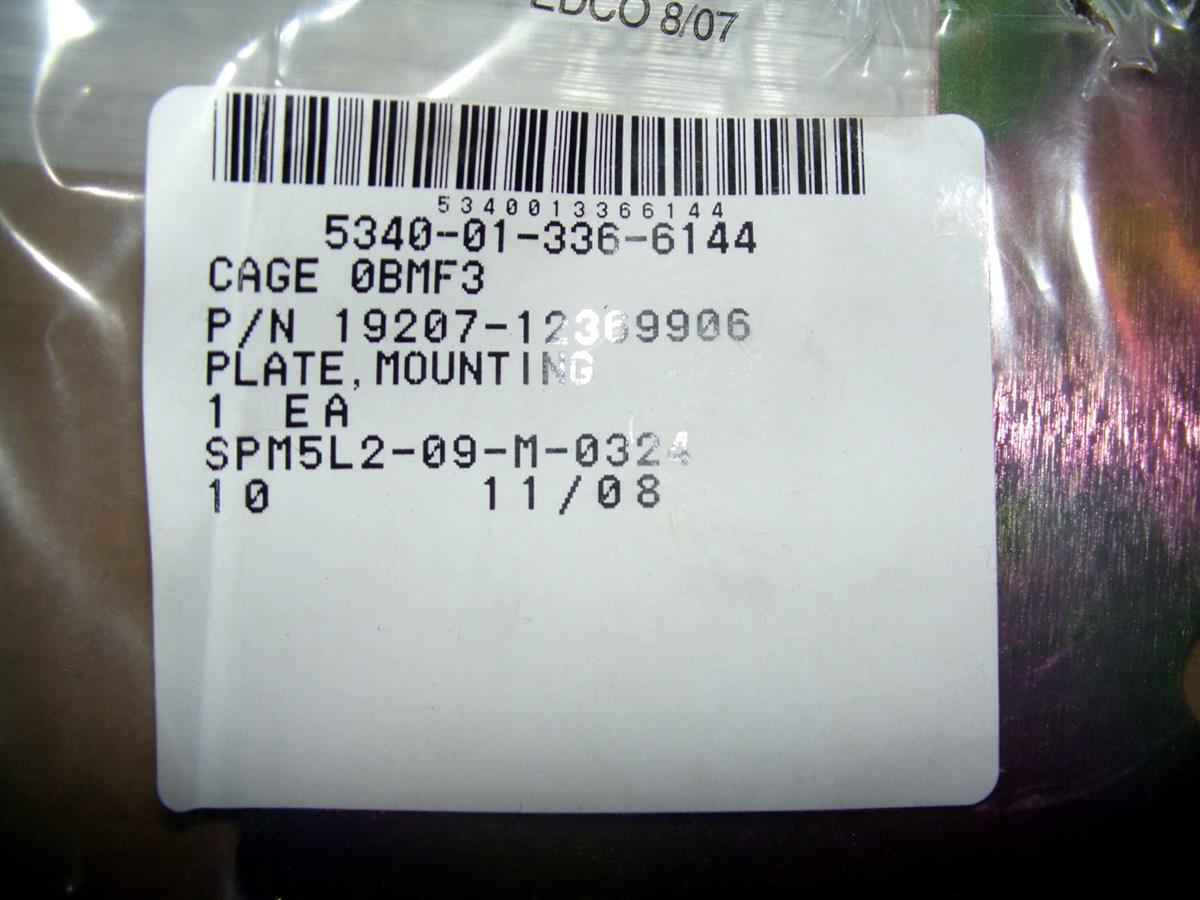 EDCO 8/07
5340013366144
5340-01-336-6144
CAGE 0BMF3
P/N 19207-12369906
PLATE, MOUNTING
1 EA
SPM5L2-09-M-0324
10 11/08